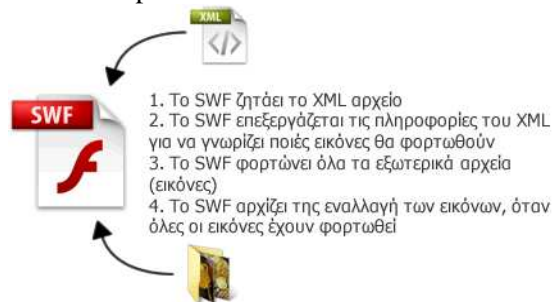 XML
SWF
1. Το SWF ζητάει το XML αρχείο
2. Το SWF επεξεργάζεται τις πληροφορίες του XML
για να γνωρίζει ποιές εικόνες θα φορτωθούν
3. Το SWF φορτώνει όλα τα εξωτερικά αρχεία
(εικόνες)
4. Το SWF αρχίζει της εναλλαγή των εικόνων, όταν
όλες οι εικόνες έχουν φορτωθεί